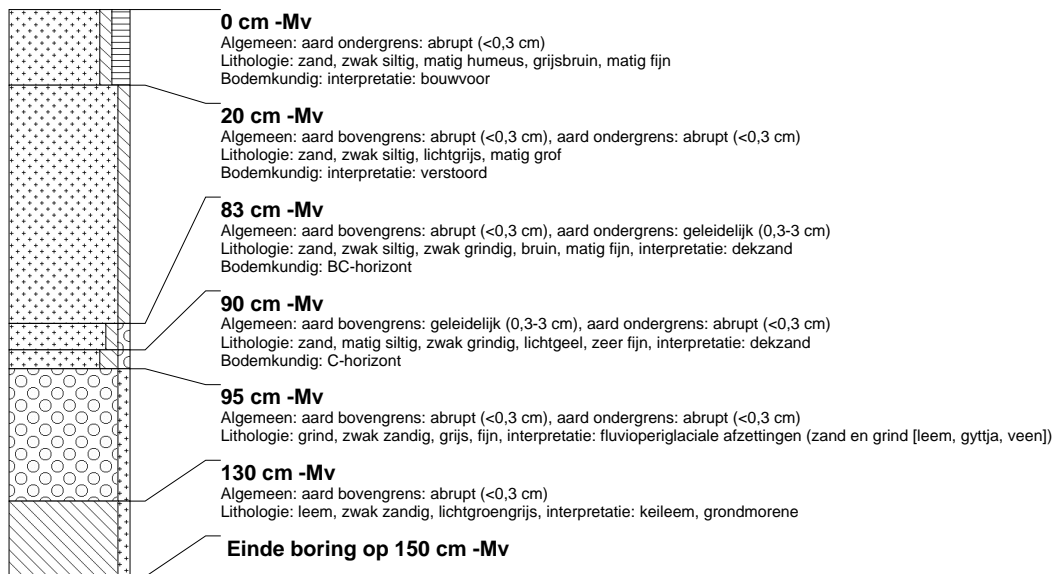 0 cm -Mv
Algemeen: aard ondergrens: abrupt (<0,3 cm)
Lithologie: zand, zwak siltig, matig humeus, grijsbruin, matig fijn
Bodemkundig: interpretatie: bouwvoor
20 cm -Mv
Algemeen: aard bovengrens: abrupt (<0,3 cm), aard ondergrens: abrupt (<0,3 cm)
Lithologie: zand, zwak siltig, lichtgrijs, matig grof
Bodemkundig: interpretatie: verstoord
83 cm -Mv
Algemeen: aard bovengrens: abrupt (<0,3 cm), aard ondergrens: geleidelijk (0,3-3 cm)
Lithologie: zand, zwak siltig, zwak grindig, bruin, matig fijn, interpretatie: dekzand
Bodemkundig: BC-horizont
90 cm -Mv
Algemeen: aard bovengrens: geleidelijk (0,3-3 cm), aard ondergrens: abrupt (<0,3 cm)
Lithologie: zand, matig siltig, zwak grindig, lichtgeel, zeer fijn, interpretatie: dekzand
Bodemkundig: C-horizont
95 cm -Mv
Algemeen: aard bovengrens: abrupt (<0,3 cm), aard ondergrens: abrupt (<0,3 cm)
Lithologie: grind, zwak zandig, grijs, fijn, interpretatie: fluvioperiglaciale afzettingen (zand en grind [leem, gyttja, veen])
130 cm -Mv
Algemeen: aard bovengrens: abrupt (<0,3 cm)
Lithologie: leem, zwak zandig, lichtgroengrijs, interpretatie: keileem, grondmorene
Einde boring op 150 cm -Mv